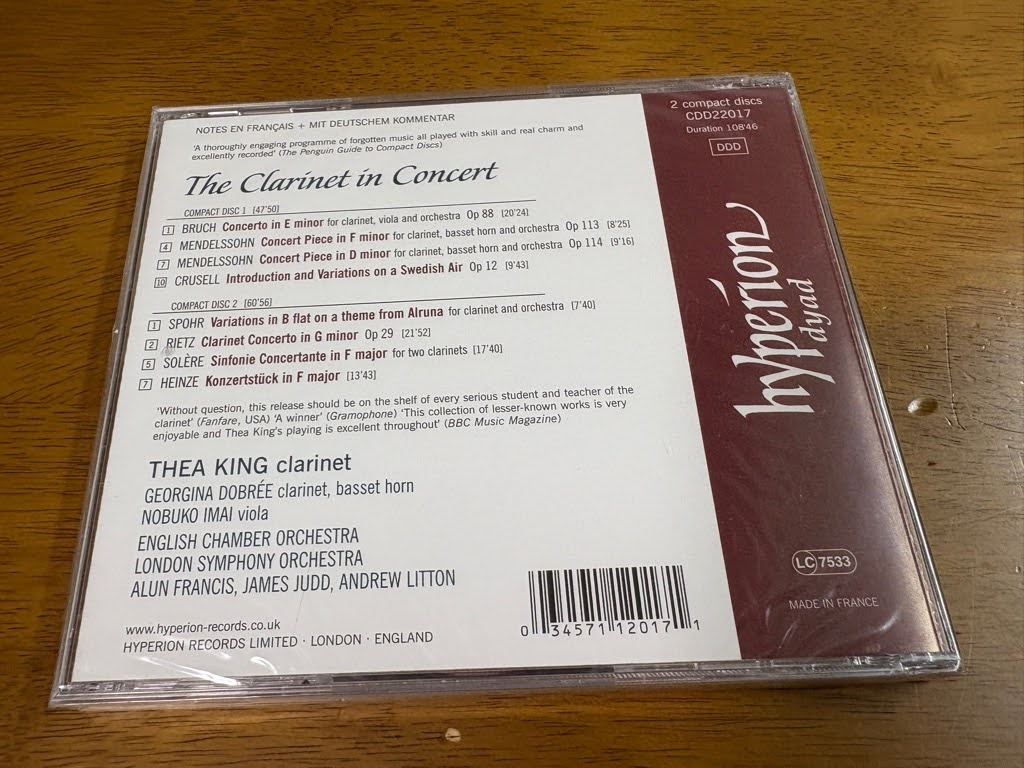 NOTES EN FRANÇAIS + MIT DEUTSCHEM KOMMENTAR
'A thoroughly engaging programme of forgotten music all played with skill and real charm and
excellently recorded' (The Penguin Guide to Compact Discs)
The Clarinet in Concert
COMPACT DISC 1 [47'50]
1 BRUCH Concerto in E minor for clarinet, viola and orchestra Op 88 [20'24]
4 MENDELSSOHN Concert Piece in F minor for clarinet, basset horn and orchestra Op 113 [8'25]
7 MENDELSSOHN Concert Piece in D minor for clarinet, basset horn and orchestra Op 114 [9'16]
10 CRUSELL Introduction and Variations on a Swedish Air Op 12 [9'43]
COMPACT DISC 2 [60'56]
1 SPOHR Variations in B flat on a theme from Alruna for clarinet and orchestra [7'40]
2 RIETZ Clarinet Concerto in G minor Op 29 [21'52]
5 SOLÈRE Sinfonie Concertante in F major for two clarinets [17'40]
7 HEINZE Konzertstück in F major [13'43]
'Without question, this release should be on the shelf of every serious student and teacher of the
clarinet' (Fanfare, USA) 'A winner' (Gramophone) 'This collection of lesser-known works is very
enjoyable and Thea King's playing is excellent throughout' (BBC Music Magazine)
THEA KING clarinet
GEORGINA DOBRÉE clarinet, basset horn
NOBUKO IMAI viola
ENGLISH CHAMBER ORCHESTRA
LONDON SYMPHONY ORCHESTRA
ALUN FRANCIS, JAMES JUDD, ANDREW LITTON
www.hyperion-records.co.uk
HYPERION RECORDS LIMITED · LONDON · ENGLAND
0 34571 12017 1
2 compact discs
CDD22017
Duration 108'46
DDD
hyperion
dyad
LC 7533
MADE IN FRANCE